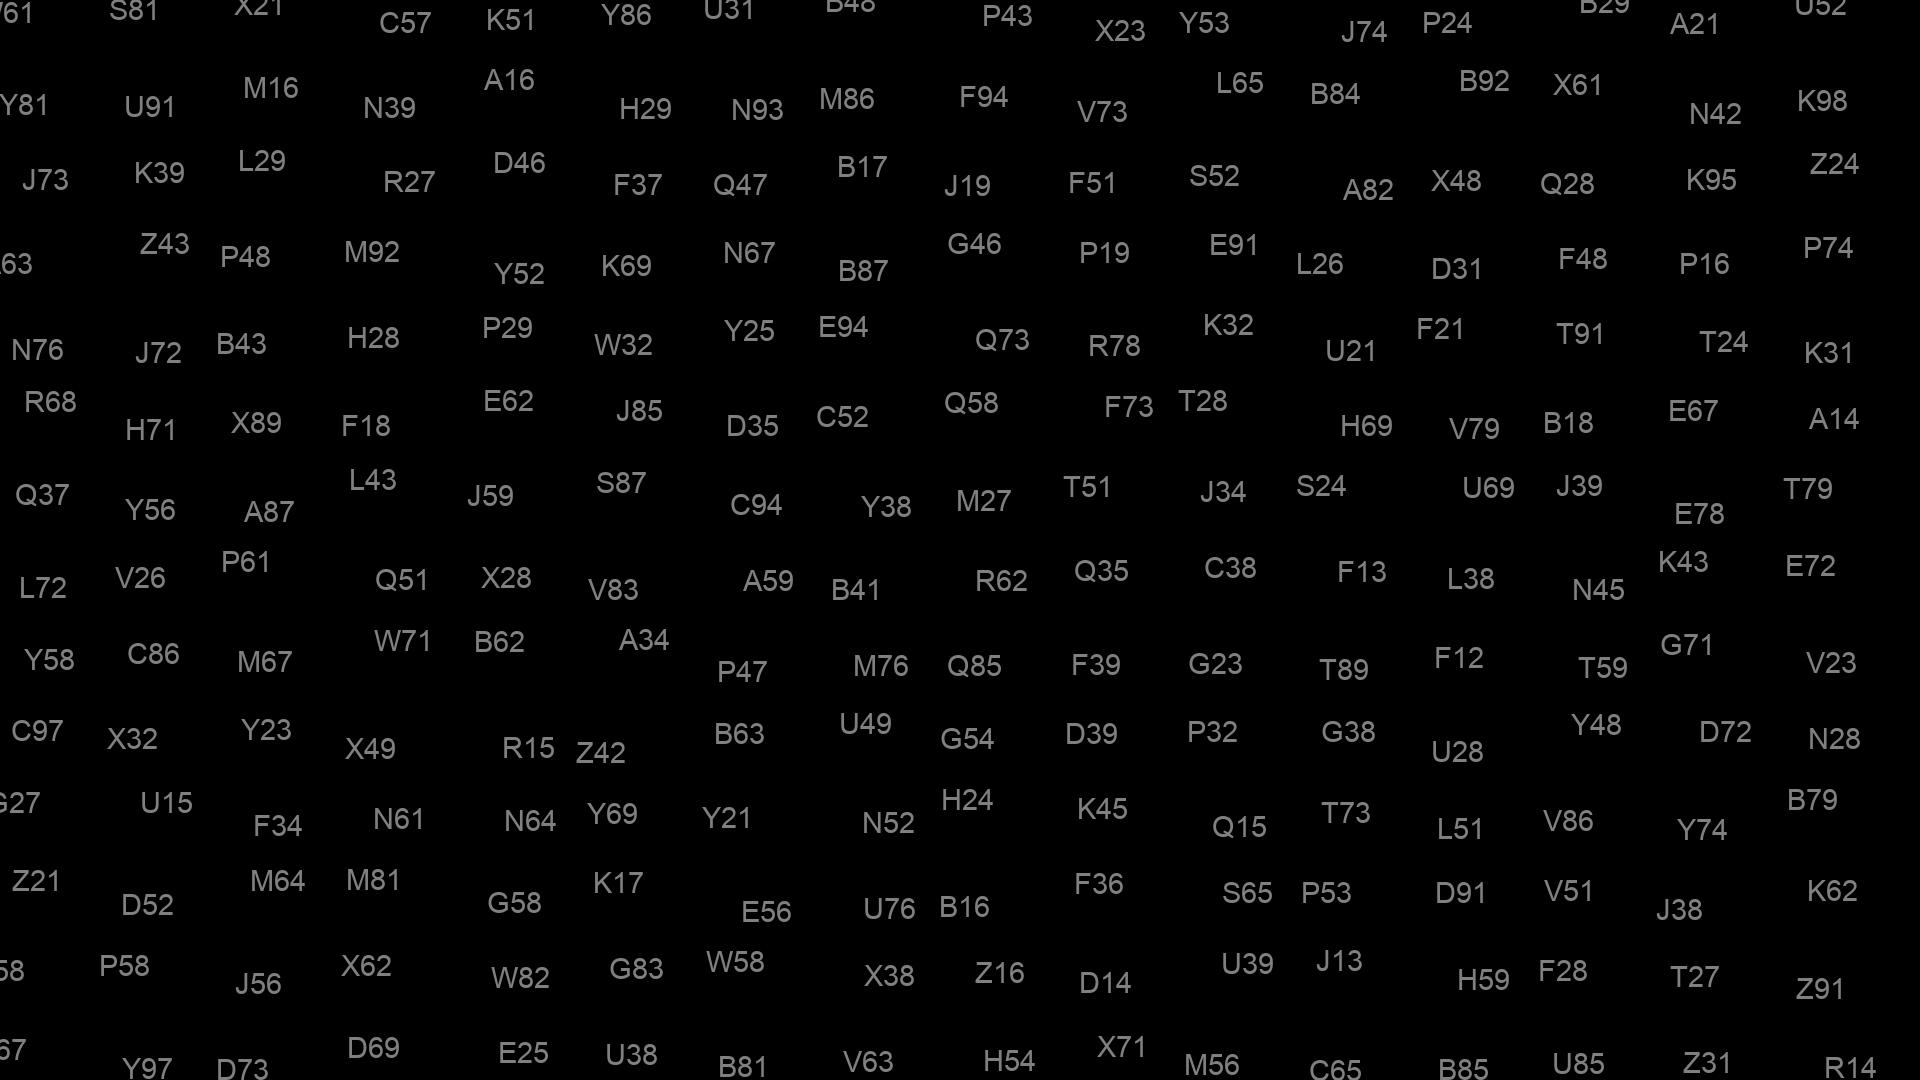 S81 X21 C57 K51 Y86 U31 B48 P43 X23 Y53 J74 P24 B29 A21 U52
Y81 U91 M16 N39 A16 H29 N93 M86 F94 V73 L65 B84 B92 X61 N42 K98
J73 K39 L29 R27 D46 F37 Q47 B17 J19 F51 S52 A82 X48 Q28 K95 Z24
63 Z43 P48 M92 Y52 K69 N67 B87 G46 P19 E91 L26 D31 F48 P16 P74
N76 J72 B43 H28 P29 W32 Y25 E94 Q73 R78 K32 U21 F21 T91 T24 K31
R68 H71 X89 F18 E62 J85 D35 C52 Q58 F73 T28 H69 V79 B18 E67 A14
Q37 Y56 A87 L43 J59 S87 C94 Y38 M27 T51 J34 S24 U69 J39 E78 T79
L72 V26 P61 Q51 X28 V83 A59 B41 R62 Q35 C38 F13 L38 N45 K43 E72
Y58 C86 M67 W71 B62 A34 P47 M76 Q85 F39 G23 T89 F12 T59 G71 V23
C97 X32 Y23 X49 R15 Z42 B63 U49 G54 D39 P32 G38 U28 Y48 D72 N28
G27 U15 F34 N61 N64 Y69 Y21 N52 H24 K45 Q15 T73 L51 V86 Y74 B79
Z21 D52 M64 M81 G58 K17 E56 U76 B16 F36 S65 P53 D91 V51 J38 K62
58 P58 J56 X62 W82 G83 W58 X38 Z16 D14 U39 J13 H59 F28 T27 Z91
67 Y97 D73 D69 E25 U38 B81 V63 H54 X71 M56 C65 B85 U85 Z31 R14